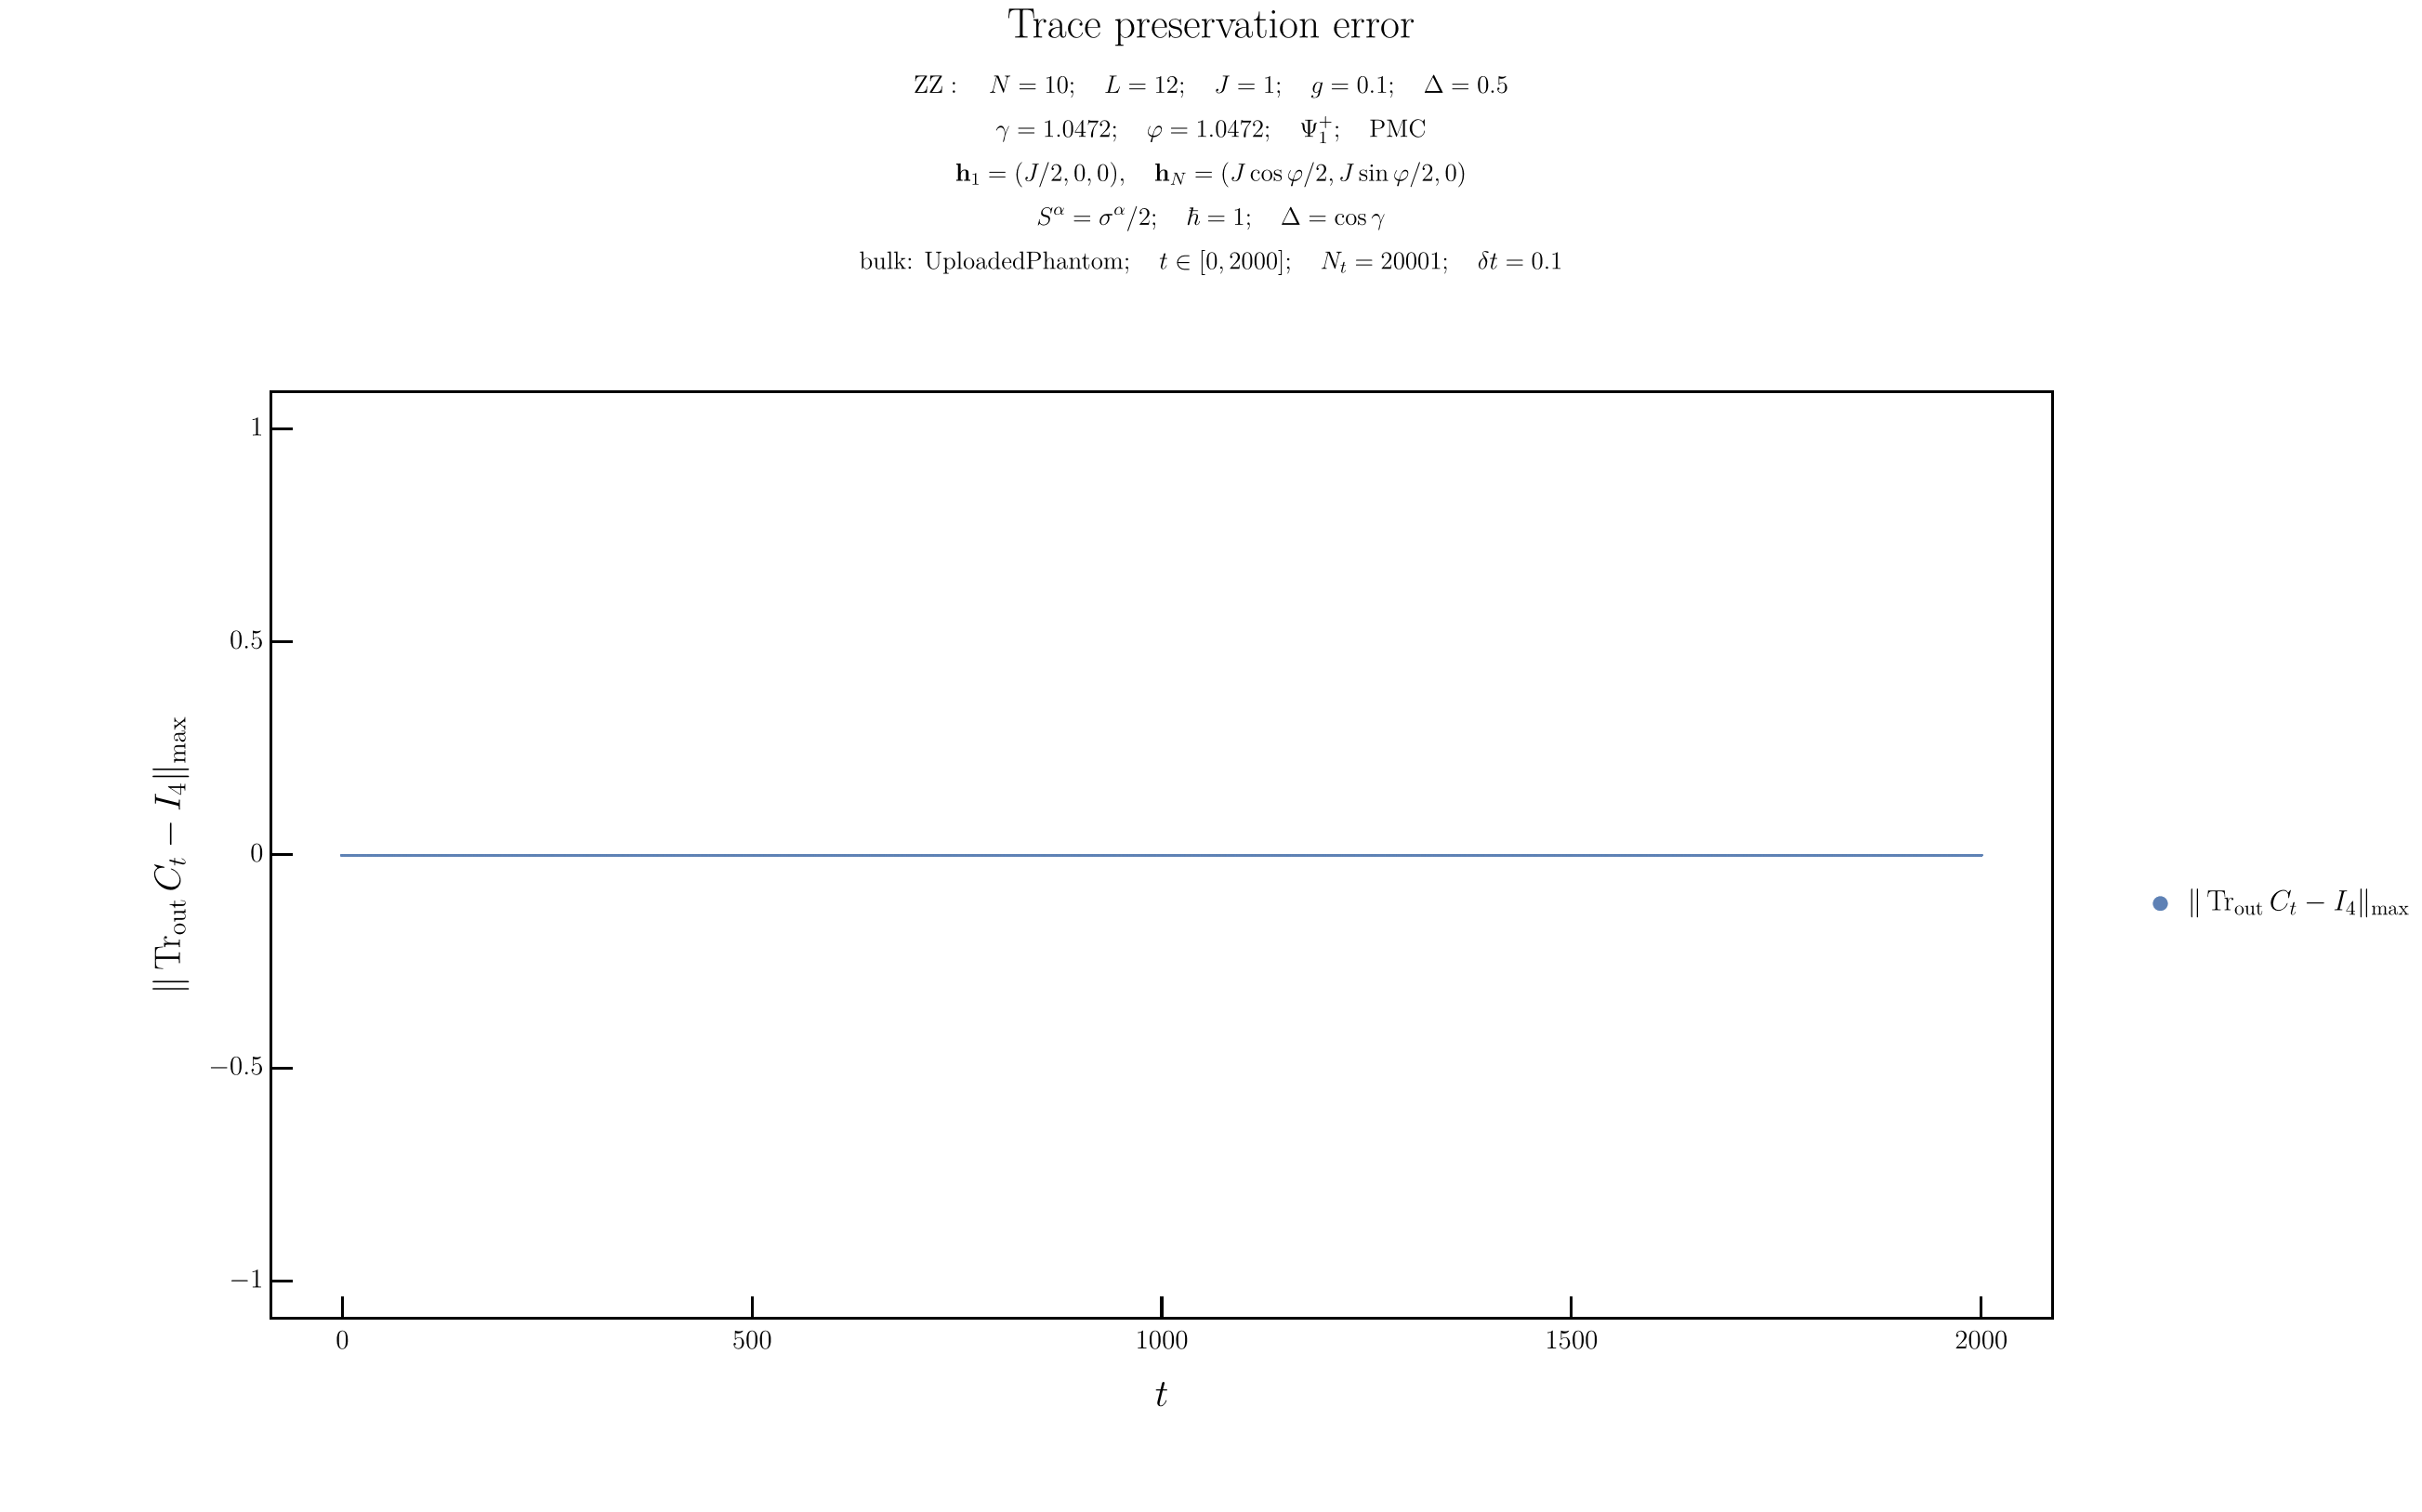 Trace preservation error
ZZ : N = 10; L = 12; J = 1; g = 0.1; Δ = 0.5
γ = 1.0472; φ = 1.0472; Ψ₁⁺; PMC
h₁ = (J/2, 0, 0), h_N = (J cos φ/2, J sin φ/2, 0)
S^α = σ^α/2; ℏ = 1; Δ = cos γ
bulk: UploadedPhantom; t ∈ [0, 2000]; N_t = 20001; δt = 0.1
1
0.5
0
−0.5
−1
‖ Tr_out C_t − I₄‖_max
0 500 1000 1500 2000
t
‖ Tr_out C_t − I₄‖_max